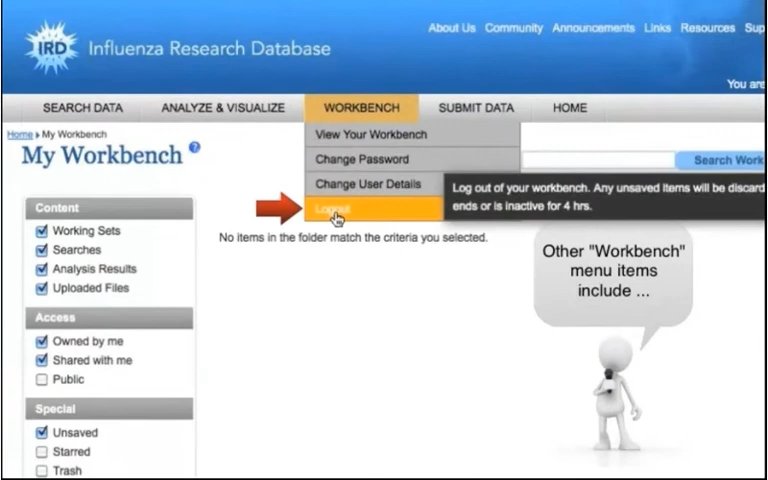 IRD Influenza Research Database
About Us Community Announcements Links Resources
You are
SEARCH DATA ANALYZE & VISUALIZE WORKBENCH SUBMIT DATA HOME
Home My Workbench
My Workbench ?
View Your Workbench
Change Password
Change User Details
Logout
Search Work
Log out of your workbench. Any unsaved items will be discard
ends or is inactive for 4 hrs.
No items in the folder match the criteria you selected.
Content
Working Sets
Searches
Analysis Results
Uploaded Files
Access
Owned by me
Shared with me
Public
Special
Unsaved
Starred
Trash
Other "Workbench"
menu items
include ...